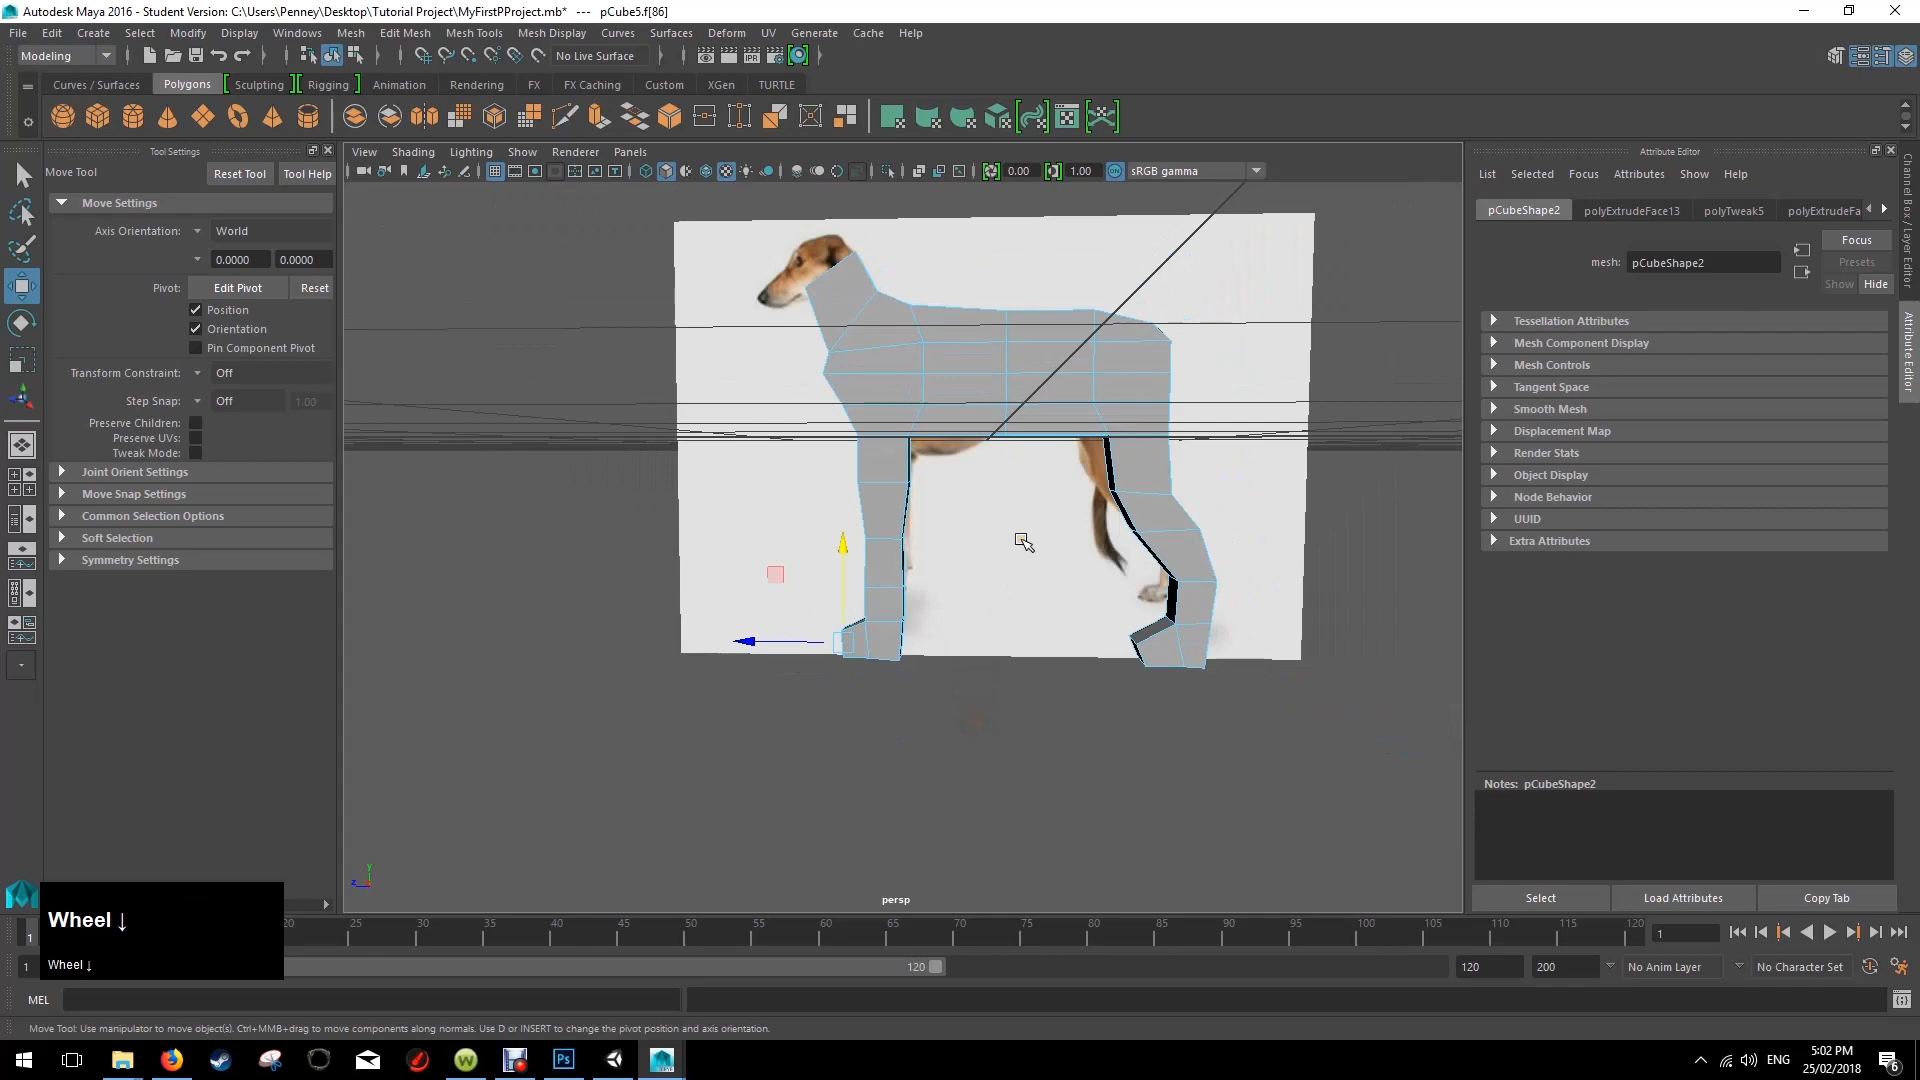 Autodesk Maya 2016 - Student Version: C:\Users\Penney\Desktop\Tutorial Project\MyFirstPProject.mb*   ---   pCube5.f[86]
File Edit Create Select Modify Display Windows Mesh Edit Mesh Mesh Tools Mesh Display Curves Surfaces Deform UV Generate Cache Help
Modeling No Live Surface
Curves / Surfaces Polygons Sculpting Rigging Animation Rendering FX FX Caching Custom XGen TURTLE
Tool Settings
Move Tool Reset Tool Tool Help
Move Settings
Axis Orientation: World
0.0000 0.0000
Pivot: Edit Pivot Reset
Position
Orientation
Pin Component Pivot
Transform Constraint: Off
Step Snap: Off 1.00
Preserve Children:
Preserve UVs:
Tweak Mode:
Joint Orient Settings
Move Snap Settings
Common Selection Options
Soft Selection
Symmetry Settings
View Shading Lighting Show Renderer Panels
0.00 1.00 ON sRGB gamma
persp
y
z
Attribute Editor
List Selected Focus Attributes Show Help
pCubeShape2 polyExtrudeFace13 polyTweak5 polyExtrudeFa
mesh: pCubeShape2
Focus
Presets
Show Hide
Tessellation Attributes
Mesh Component Display
Mesh Controls
Tangent Space
Smooth Mesh
Displacement Map
Render Stats
Object Display
Node Behavior
UUID
Extra Attributes
Notes: pCubeShape2
Select Load Attributes Copy Tab
Channel Box / Layer Editor
Attribute Editor
Wheel ↓
Wheel ↓
1 20 25 30 35 40 45 50 55 60 65 70 75 80 85 90 95 100 105 110 115 120 1
1 120 120 200 No Anim Layer No Character Set
MEL
Move Tool: Use manipulator to move object(s). Ctrl+MMB+drag to move components along normals. Use D or INSERT to change the pivot position and axis orientation.
ENG
5:02 PM
25/02/2018
6